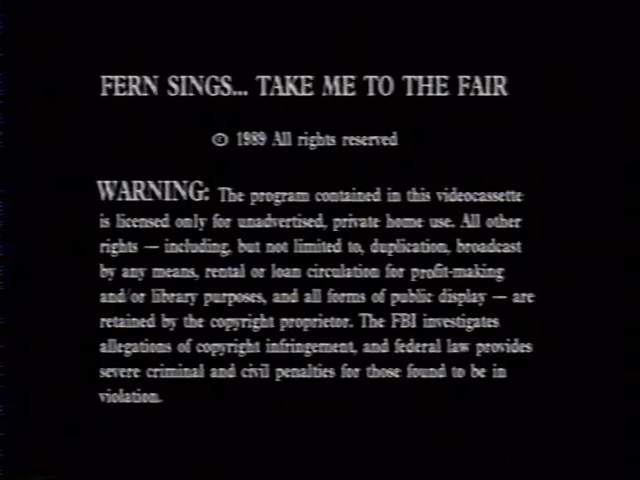 FERN SINGS... TAKE ME TO THE FAIR
© 1989 All rights reserved
WARNING: The program contained in this videocassette
is licensed only for unadvertised, private home use. All other
rights — including, but not limited to, duplication, broadcast
by any means, rental or loan circulation for profit-making
and/or library purposes, and all forms of public display — are
retained by the copyright proprietor. The FBI investigates
allegations of copyright infringement, and federal law provides
severe criminal and civil penalties for those found to be in
violation.